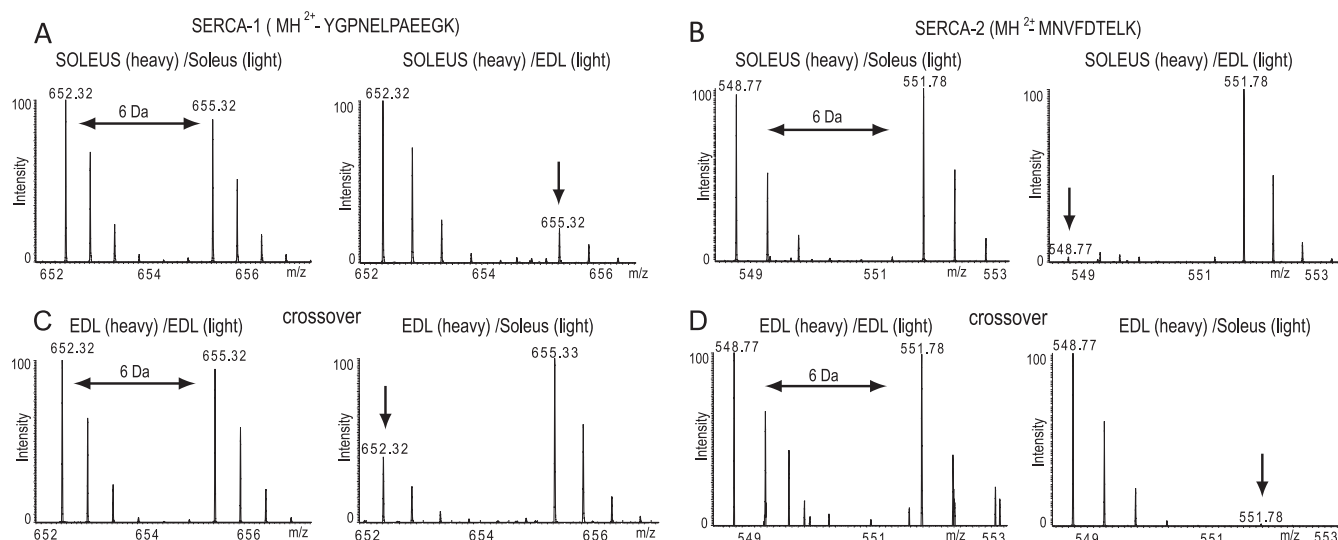 SERCA-1 ( MH 2+- YGPNELPAEEGK)
SERCA-2 (MH 2+- MNVFDTELK)
A
SOLEUS (heavy) /Soleus (light)
SOLEUS (heavy) /EDL (light)
652.32
6 Da
655.32
100
Intensity
0
652
654
656
m/z
652.32
655.32
100
Intensity
0
652
654
656
m/z
B
SOLEUS (heavy) /Soleus (light)
SOLEUS (heavy) /EDL (light)
548.77
6 Da
551.78
100
Intensity
0
549
551
m/z
553
551.78
548.77
100
Intensity
0
549
551
m/z
553
C
crossover
EDL (heavy) /EDL (light)
EDL (heavy) /Soleus (light)
652.32
6 Da
655.32
100
Intensity
0
652
654
656
m/z
655.33
652.32
100
Intensity
0
652
654
656
m/z
D
crossover
EDL (heavy) /EDL (light)
EDL (heavy) /Soleus (light)
548.77
6 Da
551.78
100
Intensity
0
549
551
m/z
553
548.77
551.78
100
Intensity
0
549
551
m/z
553